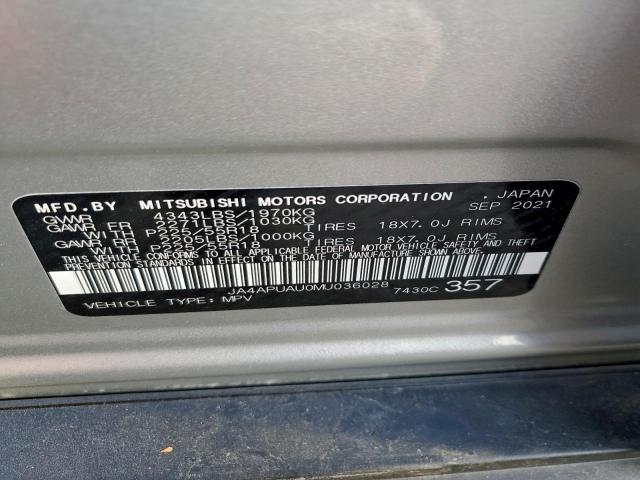 MFD. BY MITSUBISHI MOTORS CORPORATION, JAPAN
GVWR 4343LBS/1970KG SEP 2021
GAWR FR 2271LBS/1030KG
WITH P225/55R18 TIRES 18X7.0J RIMS
GAWR RR 2205LBS/1000KG
WITH P225/55R18 TIRES 18X7.0J RIMS
THIS VEHICLE CONFORMS TO ALL APPLICABLE FEDERAL MOTOR VEHICLE SAFETY AND THEFT
PREVENTION STANDARDS IN EFFECT ON THE DATE OF MANUFACTURE SHOWN ABOVE.
JA4APUAU0MU036028 7430C 357
VEHICLE TYPE: MPV